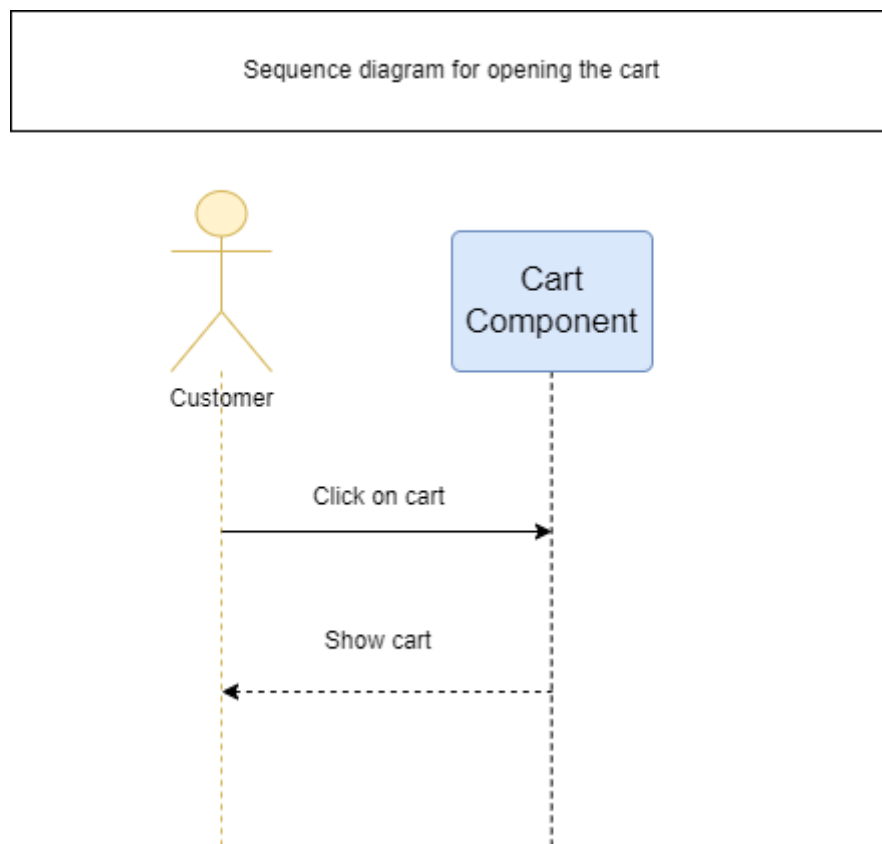 Sequence diagram for opening the cart
Cart
Component
Customer
Click on cart
Show cart